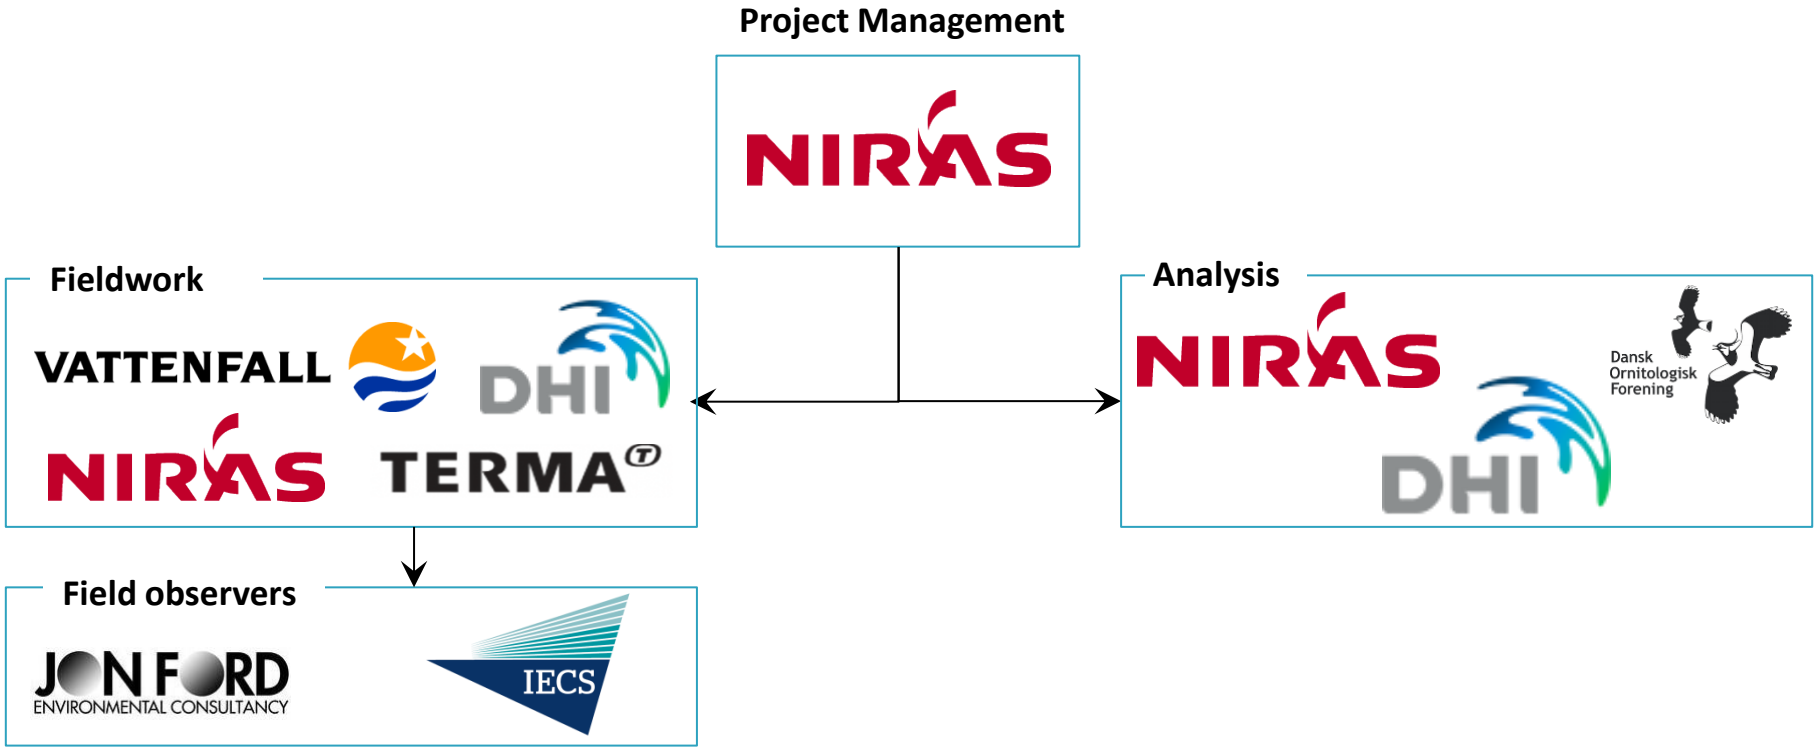 Project Management
NIRAS
Fieldwork
VATTENFALL
DHI
NIRAS
TERMA T
Analysis
NIRAS
Dansk
Ornitologisk
Forening
DHI
Field observers
JON FORD
ENVIRONMENTAL CONSULTANCY
IECS